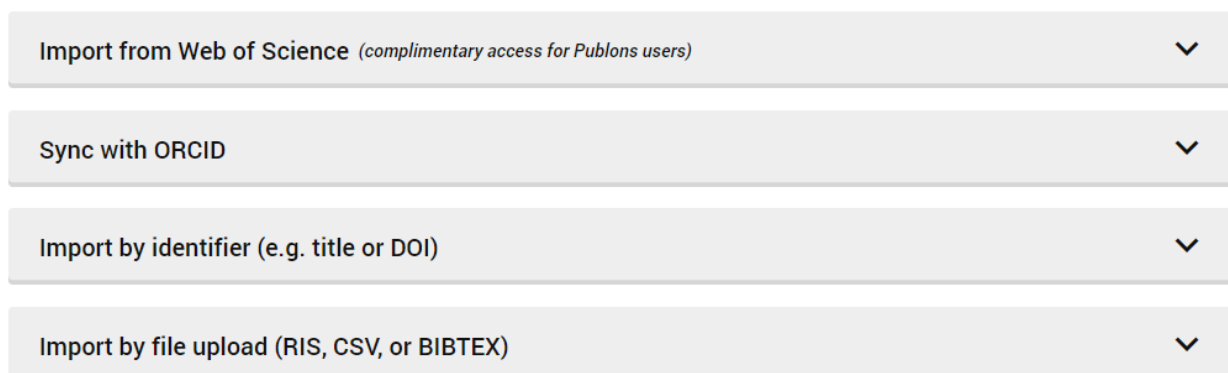 Import from Web of Science (complimentary access for Publons users)
Sync with ORCID
Import by identifier (e.g. title or DOI)
Import by file upload (RIS, CSV, or BIBTEX)